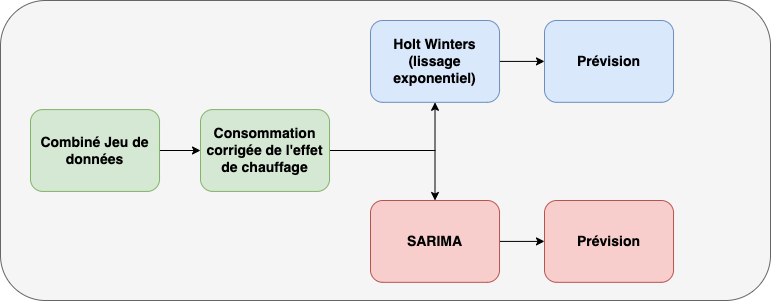 Combiné Jeu de
données
Consommation
corrigée de l'effet
de chauffage
Holt Winters
(lissage
exponentiel)
Prévision
SARIMA
Prévision